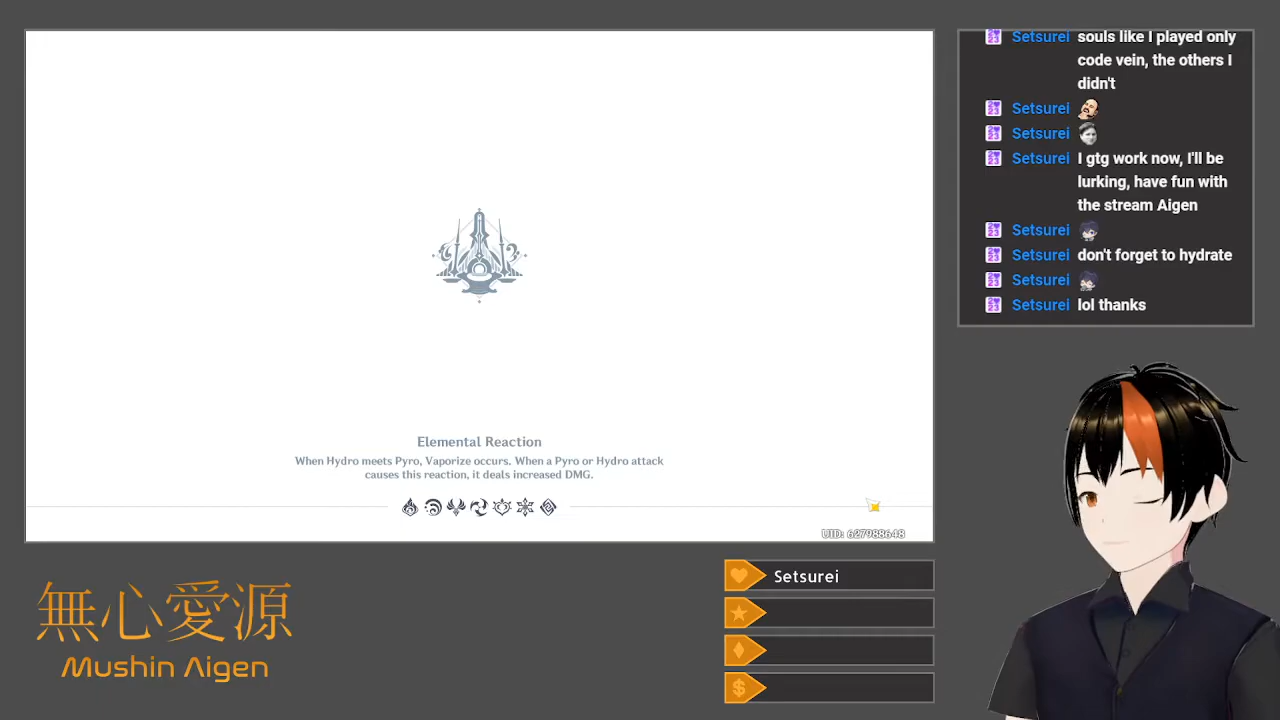 Setsurei souls like I played only
code vein, the others I
didn't
Setsurei
Setsurei
Setsurei I gtg work now, I'll be
lurking, have fun with
the stream Aigen
Setsurei
Setsurei don't forget to hydrate
Setsurei
Setsurei lol thanks
Elemental Reaction
When Hydro meets Pyro, Vaporize occurs. When a Pyro or Hydro attack
causes this reaction, it deals increased DMG.
UID: 627988648
無心愛源
Mushin Aigen
Setsurei
$